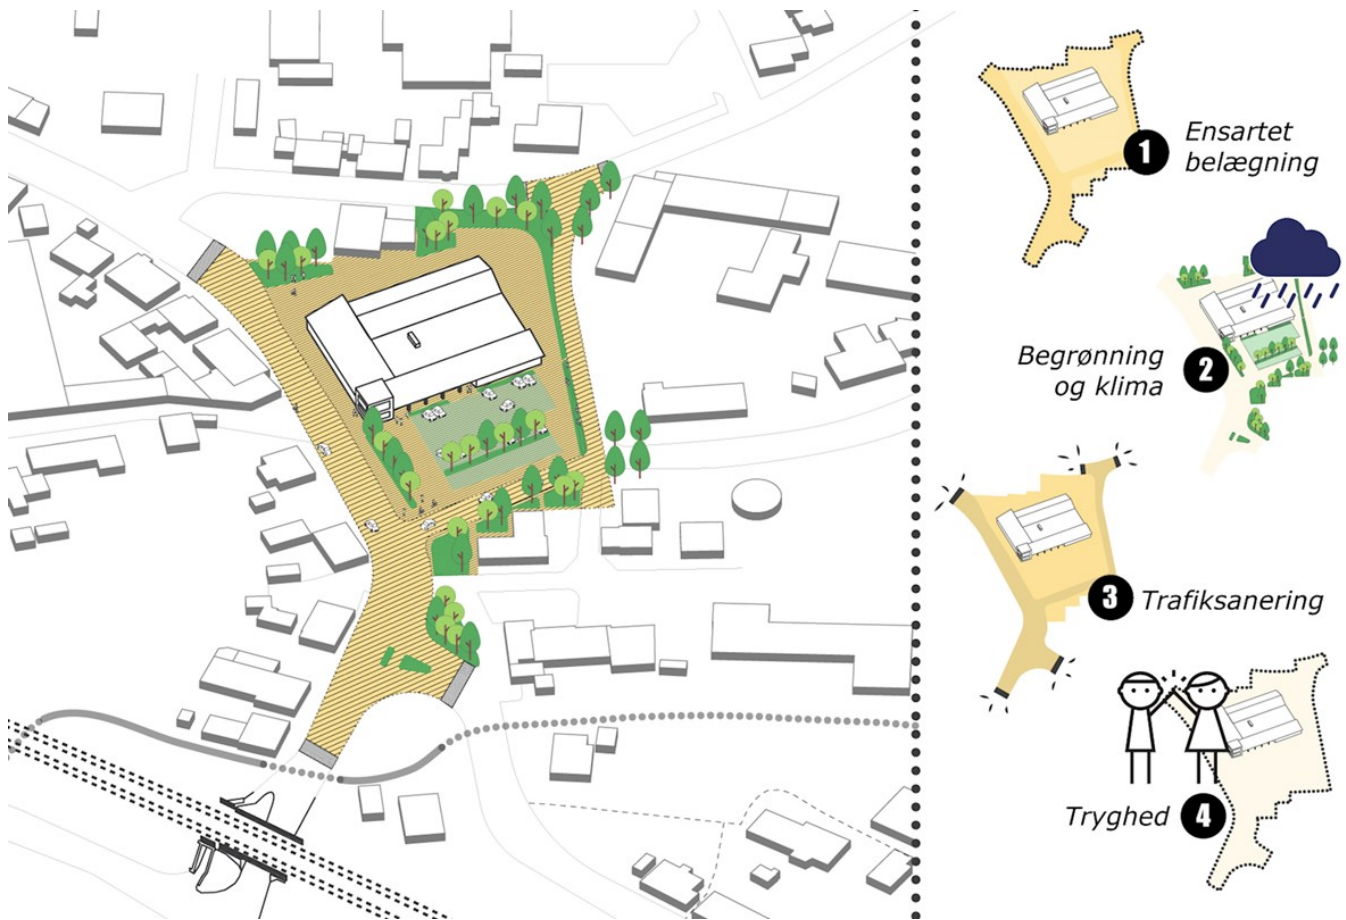 1
Ensartet
belægning
Begrønning
og klima
2
3
Trafiksanering
Tryghed
4